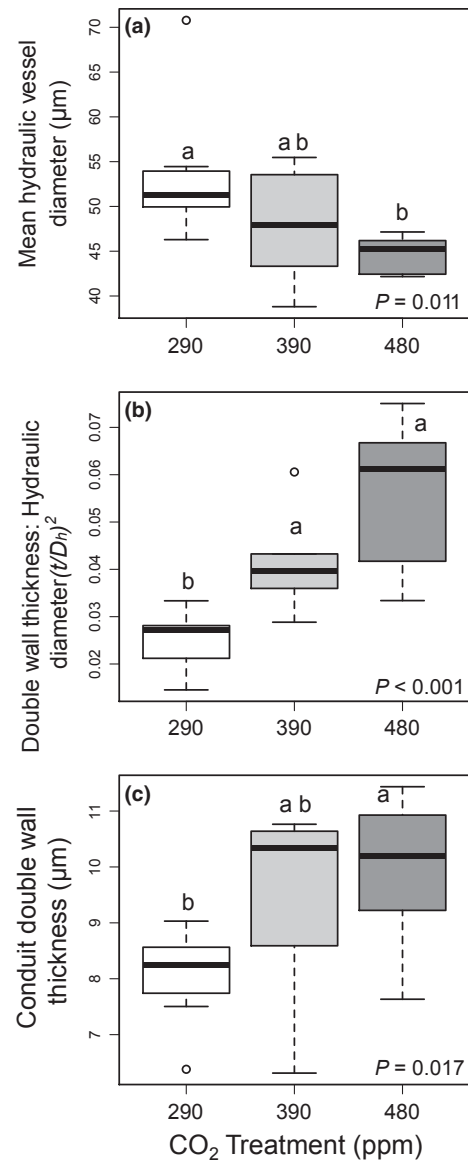 (a)
Mean hydraulic vessel
diameter (µm)
70
65
60
55
50
45
40
a
a b
b
P = 0.011
290
390
480
(b)
Double wall thickness: Hydraulic
diameter(t/Dₕ)²
0.07
0.06
0.05
0.04
0.03
0.02
b
a
a
P < 0.001
290
390
480
(c)
Conduit double wall
thickness (µm)
11
10
9
8
7
b
a b
a
P = 0.017
290
390
480
CO₂ Treatment (ppm)